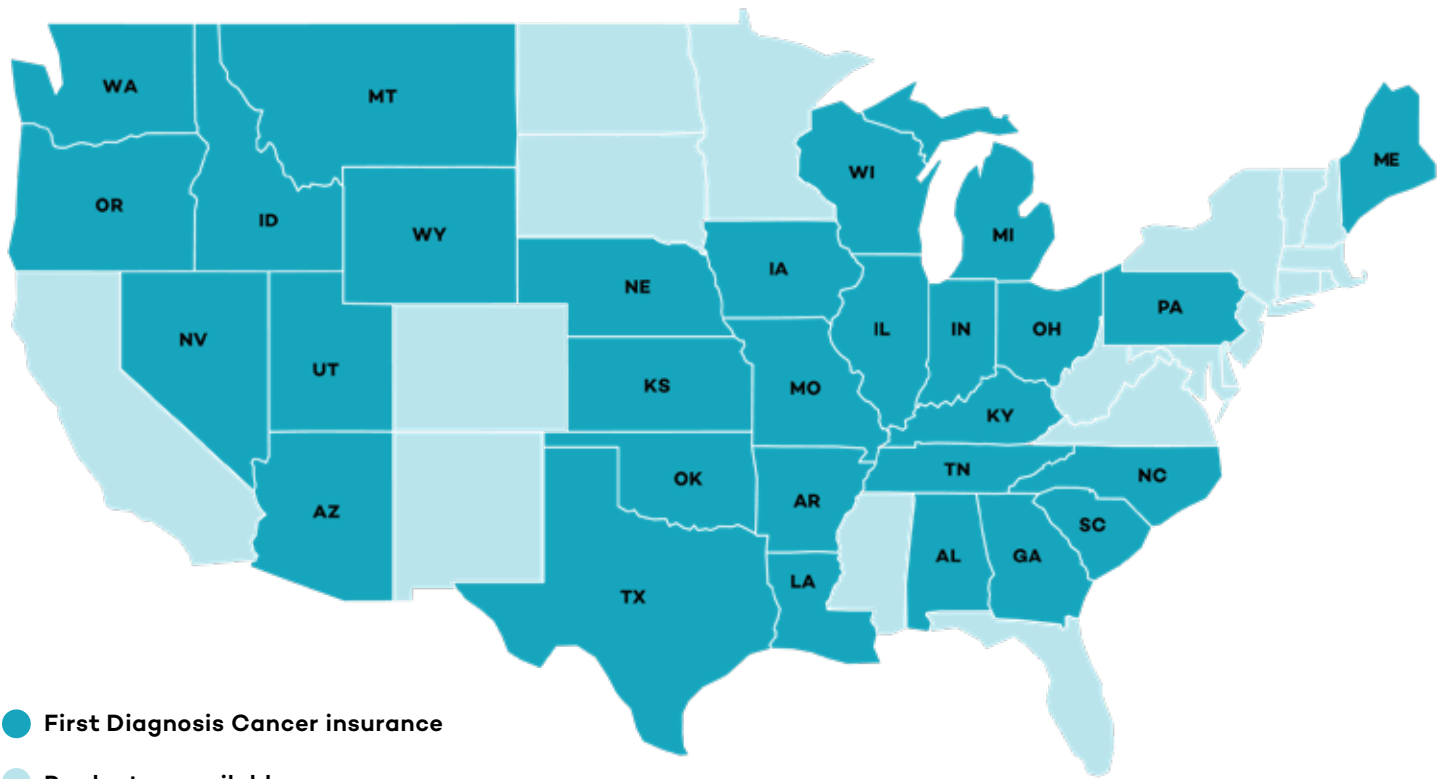 WA
MT
ME
WI
OR
ID
WY
MI
IA
NE
PA
NV
IL
IN
OH
UT
KS
MO
KY
TN
NC
OK
AR
AZ
SC
AL
GA
LA
TX
First Diagnosis Cancer insurance